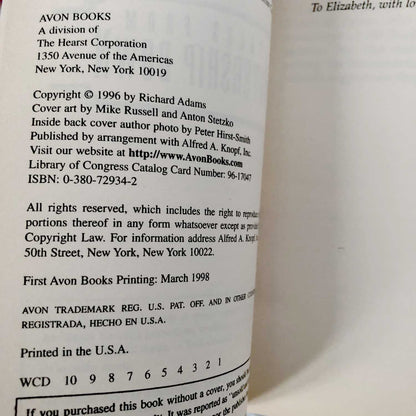 AVON BOOKS
A division of
The Hearst Corporation
1350 Avenue of the Americas
New York, New York 10019
Copyright © 1996 by Richard Adams
Cover art by Mike Russell and Anton Stetzko
Inside back cover author photo by Peter Hirst-Smith
Published by arrangement with Alfred A. Knopf, Inc.
Visit our website at http://www.AvonBooks.com
Library of Congress Catalog Card Number: 96-17047
ISBN: 0-380-72934-2
All rights reserved, which includes the right to reproduce
portions thereof in any form whatsoever except as
Copyright Law. For information address Alfred A. Knopf
50th Street, New York, New York 10022.
First Avon Books Printing: March 1998
AVON TRADEMARK REG. U.S. PAT. OFF. AND IN OTHER
REGISTRADA, HECHO EN U.S.A.
Printed in the U.S.A.
WCD 10 9 8 7 6 5 4 3 2 1
If you purchased this book without a cover, you
It was reported as
nor the
To Elizabeth, with